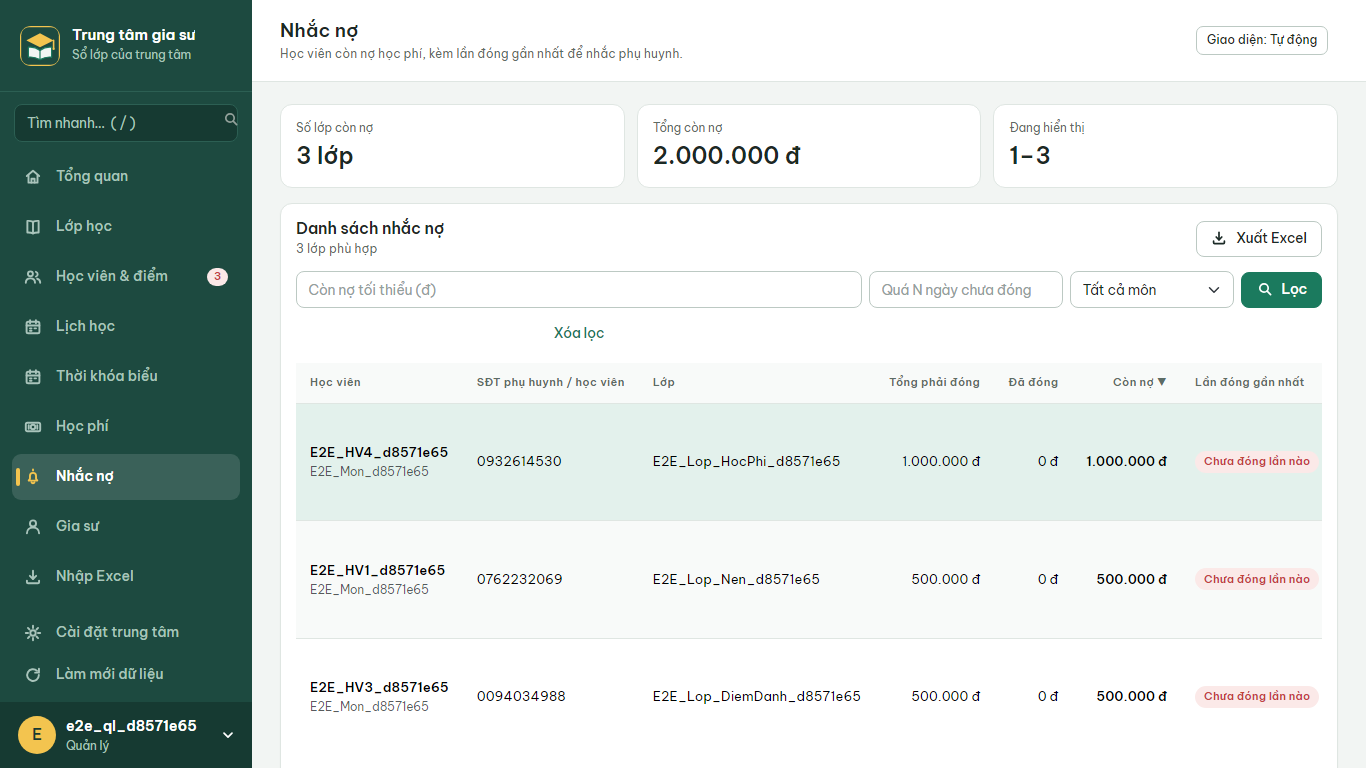 Trung tâm gia sư
Sổ lớp của trung tâm
Tìm nhanh... ( / )
Tổng quan
Lớp học
Học viên & điểm 3
Lịch học
Thời khóa biểu
Học phí
Nhắc nợ
Gia sư
Nhập Excel
Cài đặt trung tâm
Làm mới dữ liệu
E e2e_ql_d8571e65
Quản lý
Nhắc nợ
Học viên còn nợ học phí, kèm lần đóng gần nhất để nhắc phụ huynh.
Giao diện: Tự động
Số lớp còn nợ
3 lớp
Tổng còn nợ
2.000.000 đ
Đang hiển thị
1–3
Danh sách nhắc nợ
3 lớp phù hợp
Xuất Excel
Còn nợ tối thiểu (đ) Quá N ngày chưa đóng Tất cả môn Lọc
Xóa lọc
Học viên SĐT phụ huynh / học viên Lớp Tổng phải đóng Đã đóng Còn nợ ▼ Lần đóng gần nhất
E2E_HV4_d8571e65
E2E_Mon_d8571e65
0932614530 E2E_Lop_HocPhi_d8571e65 1.000.000 đ 0 đ 1.000.000 đ Chưa đóng lần nào
E2E_HV1_d8571e65
E2E_Mon_d8571e65
0762232069 E2E_Lop_Nen_d8571e65 500.000 đ 0 đ 500.000 đ Chưa đóng lần nào
E2E_HV3_d8571e65
E2E_Mon_d8571e65
0094034988 E2E_Lop_DiemDanh_d8571e65 500.000 đ 0 đ 500.000 đ Chưa đóng lần nào